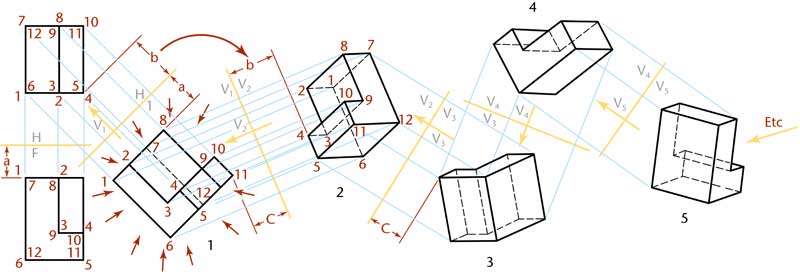 7 8 10
12 9 11
5
6 3
1 2 4
b
a
H
1
V₁
H
F
a
1 2
7 8
3 4
9 10
12 11
6 5
8
7
2
1
9
10
4
11
12
3
5
6
1
b
V₁ V₂
V₂
C
8 7
1
2
10
9
12
4
3
11
5
6
2
V₂
V₃
V₃
C
V₄ V₄
V₃
3
4
V₅
V₄
V₅
Etc
5